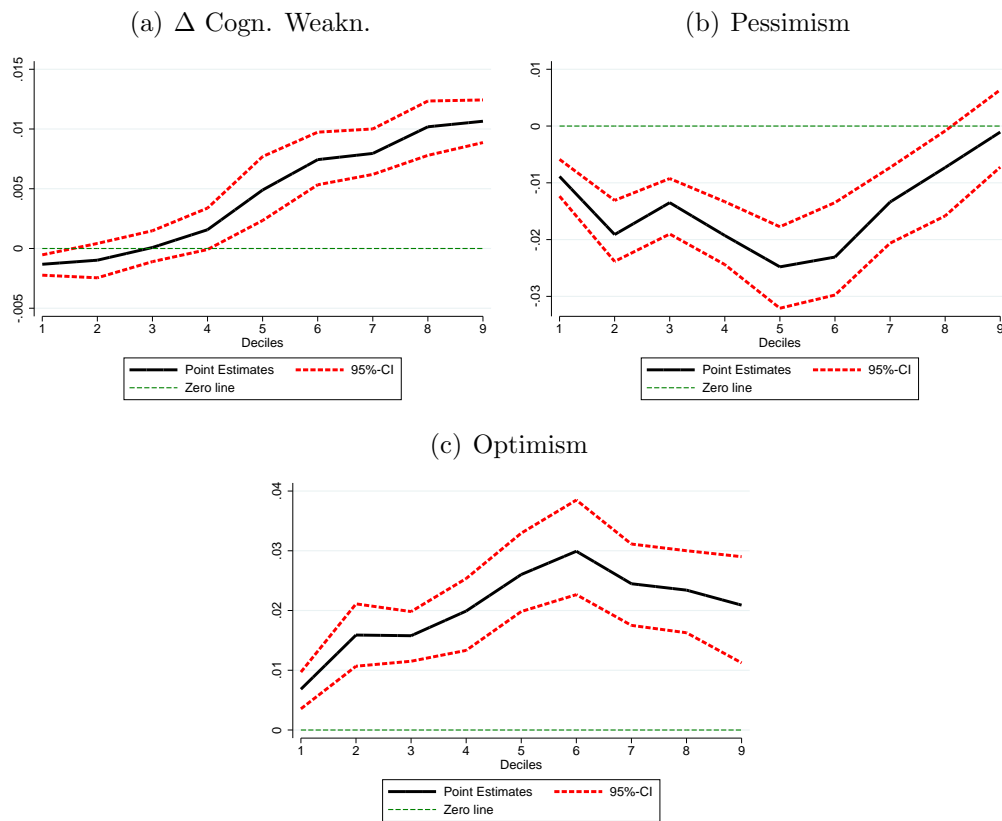 (a) Δ Cogn. Weakn.
.015
.01
.005
0
-.005
1 2 3 4 5 6 7 8 9
Deciles
Point Estimates 95%-CI
Zero line
(b) Pessimism
.01
0
-.01
-.02
-.03
1 2 3 4 5 6 7 8 9
Deciles
Point Estimates 95%-CI
Zero line
(c) Optimism
.04
.03
.02
.01
0
1 2 3 4 5 6 7 8 9
Deciles
Point Estimates 95%-CI
Zero line